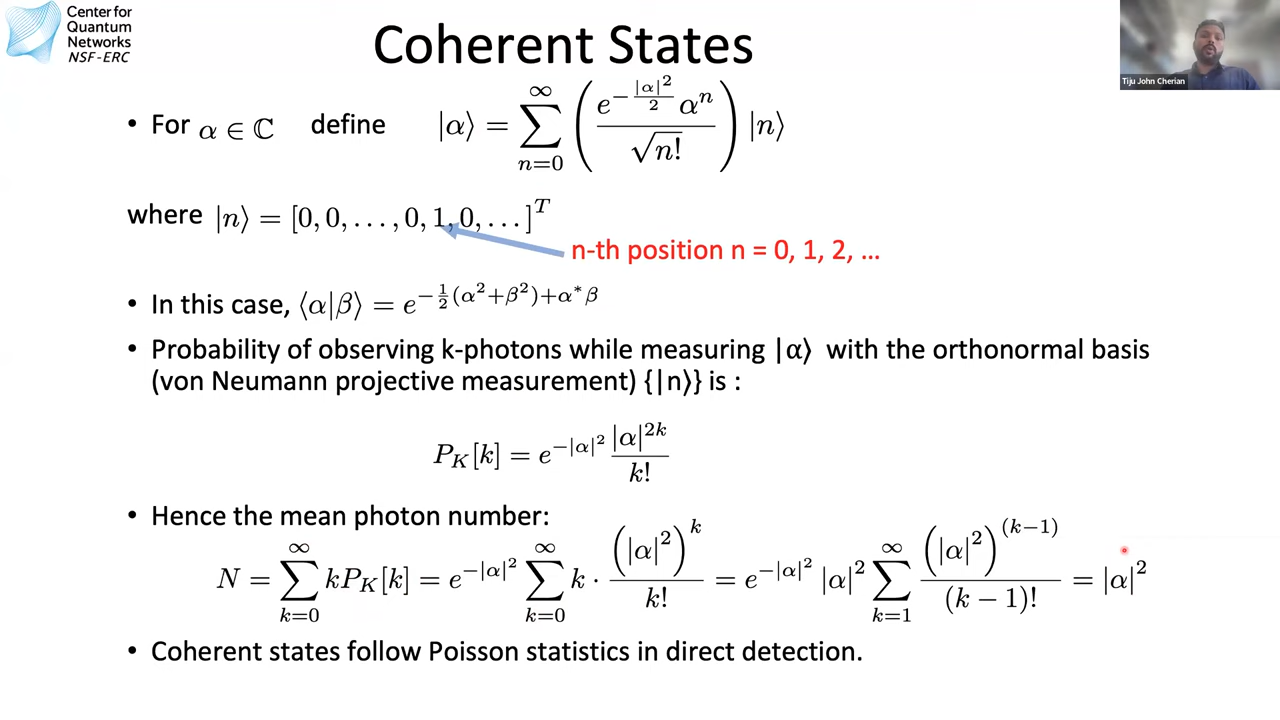 Center for
Quantum
Networks
NSF-ERC
Coherent States
Tiju John Cherian
• For α ∈ ℂ define |α⟩ = ∑_{n=0}^{∞} ( e^{-|α|²/2} αⁿ / √n! ) |n⟩
where |n⟩ = [0, 0, . . . , 0, 1, 0, . . . ]^T
n-th position n = 0, 1, 2, ...
• In this case, ⟨α|β⟩ = e^{-½(α²+β²)+α*β}
• Probability of observing k-photons while measuring |α⟩ with the orthonormal basis
(von Neumann projective measurement) {|n⟩} is :
P_K[k] = e^{-|α|²} |α|^{2k} / k!
• Hence the mean photon number:
N = ∑_{k=0}^{∞} kP_K[k] = e^{-|α|²} ∑_{k=0}^{∞} k · (|α|²)^k / k! = e^{-|α|²} |α|² ∑_{k=1}^{∞} (|α|²)^{(k-1)} / (k − 1)! = |α|²
• Coherent states follow Poisson statistics in direct detection.